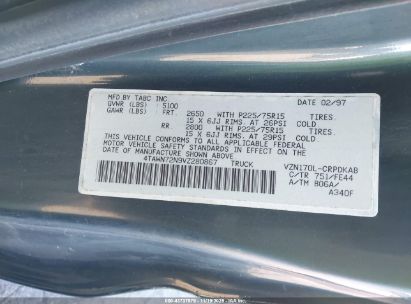 MFD BY TABC INC. DATE 02/97
GVWR (LBS) 5100
GAWR (LBS) FRT. 2650 WITH P225/75R15 TIRES.
15 X 6JJ RIMS. AT 26PSI COLD
RR 2800 WITH P225/75R15 TIRES.
15 X 6JJ RIMS. AT 29PSI COLD
THIS VEHICLE CONFORMS TO ALL APPLICABLE FEDERAL
MOTOR VEHICLE SAFETY STANDARDS IN EFFECT ON THE
DATE OF MANUFACTURE SHOWN ABOVE.
4TAWN72N9VZ280857 TRUCK VZN170L-CRPDKAB
C/TR 751/FE44
A/TM B06A/
A340F